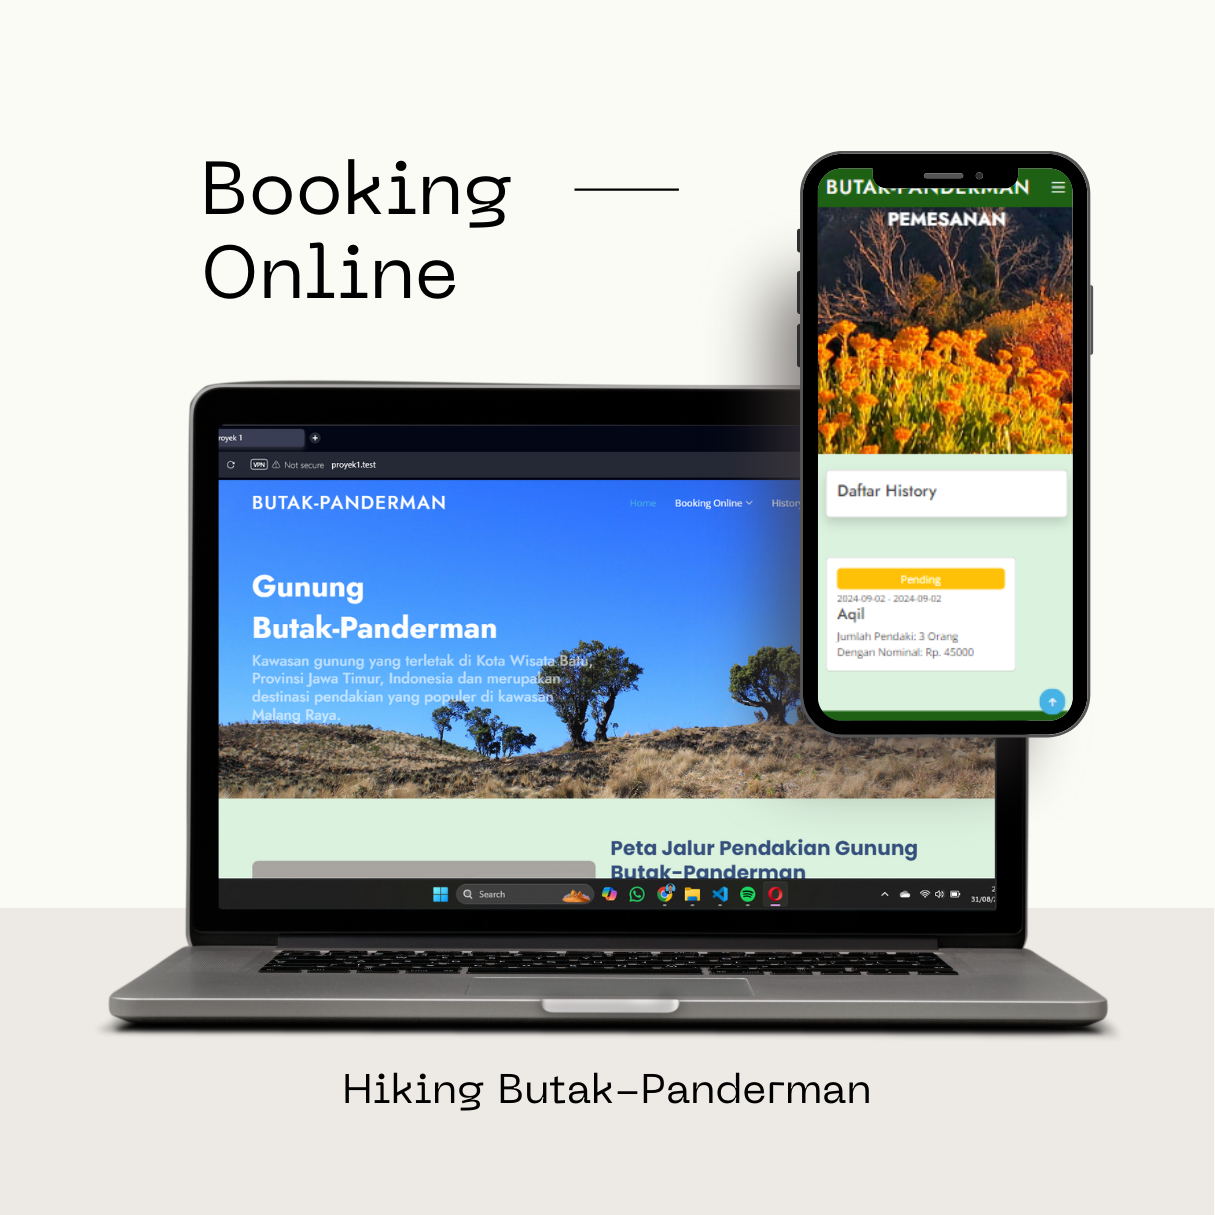 Booking
Online
BUTAK-PANDERMAN
PEMESANAN
Daftar History
Pending
2024-09-02 - 2024-09-02
Aqil
Jumlah Pendaki: 3 Orang
Dengan Nominal: Rp. 45000
royek 1
VPN Not secure proyek1.test
BUTAK-PANDERMAN
Home Booking Online History
Gunung
Butak-Panderman
Kawasan gunung yang terletak di Kota Wisata Batu,
Provinsi Jawa Timur, Indonesia dan merupakan
destinasi pendakian yang populer di kawasan
Malang Raya.
Peta Jalur Pendakian Gunung
Butak-Panderman
Search
31/08/
Hiking Butak-Panderman